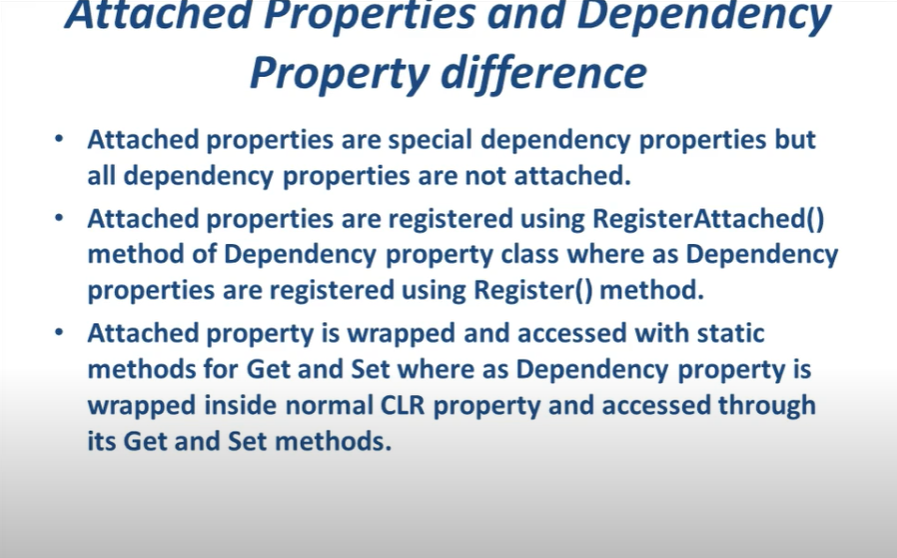 Attached Properties and Dependency
Property difference
• Attached properties are special dependency properties but
all dependency properties are not attached.
• Attached properties are registered using RegisterAttached()
method of Dependency property class where as Dependency
properties are registered using Register() method.
• Attached property is wrapped and accessed with static
methods for Get and Set where as Dependency property is
wrapped inside normal CLR property and accessed through
its Get and Set methods.